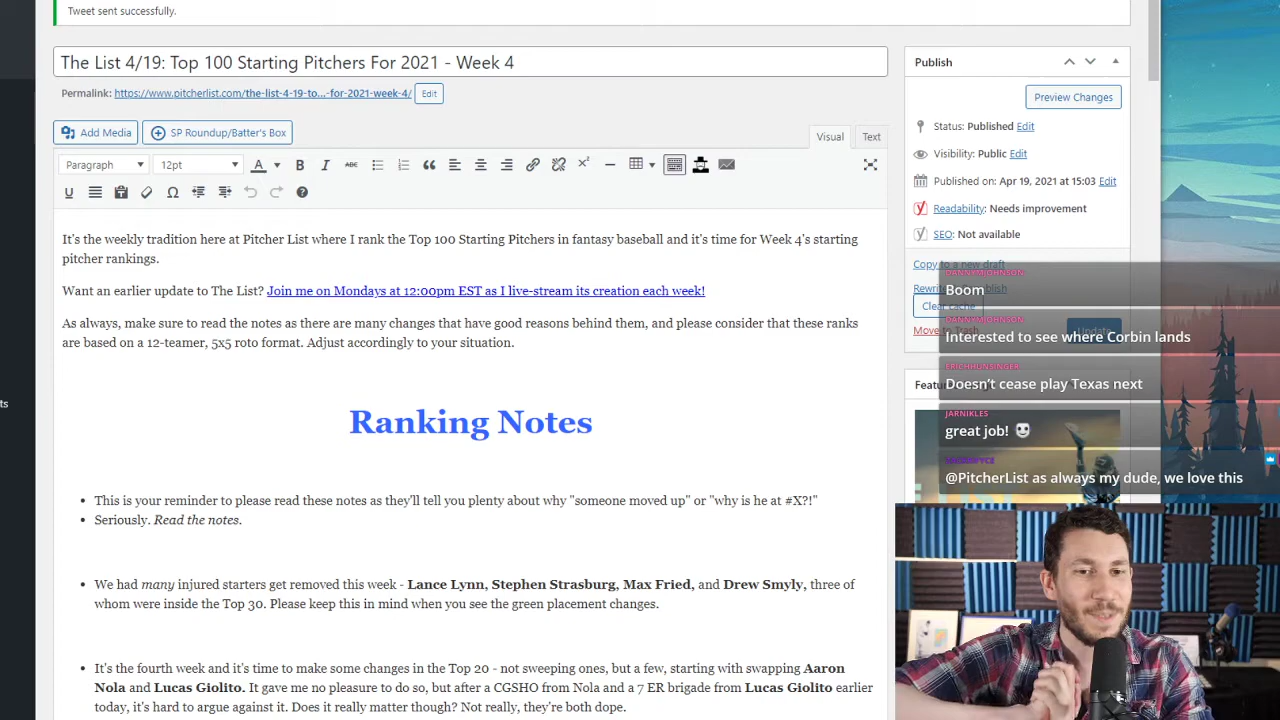 Tweet sent successfully.
The List 4/19: Top 100 Starting Pitchers For 2021 - Week 4
Permalink: https://www.pitcherlist.com/the-list-4-19-to...-for-2021-week-4/ Edit
Add Media
SP Roundup/Batter's Box
Visual
Text
Paragraph
12pt
A
B
I
ABC
U
It's the weekly tradition here at Pitcher List where I rank the Top 100 Starting Pitchers in fantasy baseball and it's time for Week 4's starting
pitcher rankings.
Want an earlier update to The List? Join me on Mondays at 12:00pm EST as I live-stream its creation each week!
As always, make sure to read the notes as there are many changes that have good reasons behind them, and please consider that these ranks
are based on a 12-teamer, 5x5 roto format. Adjust accordingly to your situation.
Ranking Notes
• This is your reminder to please read these notes as they'll tell you plenty about why "someone moved up" or "why is he at #X?!"
• Seriously. Read the notes.
• We had many injured starters get removed this week - Lance Lynn, Stephen Strasburg, Max Fried, and Drew Smyly, three of
whom were inside the Top 30. Please keep this in mind when you see the green placement changes.
• It's the fourth week and it's time to make some changes in the Top 20 - not sweeping ones, but a few, starting with swapping Aaron
Nola and Lucas Giolito. It gave me no pleasure to do so, but after a CGSHO from Nola and a 7 ER brigade from Lucas Giolito earlier
today, it's hard to argue against it. Does it really matter though? Not really, they're both dope.
Publish
Preview Changes
Status: Published Edit
Visibility: Public Edit
Published on: Apr 19, 2021 at 15:03 Edit
Readability: Needs improvement
SEO: Not available
Copy to a new draft
Clear cache
Move to Trash
Update
DANNYMJOHNSON
Boom
DANNYMJOHNSON
Interested to see where Corbin lands
ERICHHUNSINGER
Doesn't cease play Texas next
JARNIKLES
great job!
@PitcherList as always my dude, we love this
ts